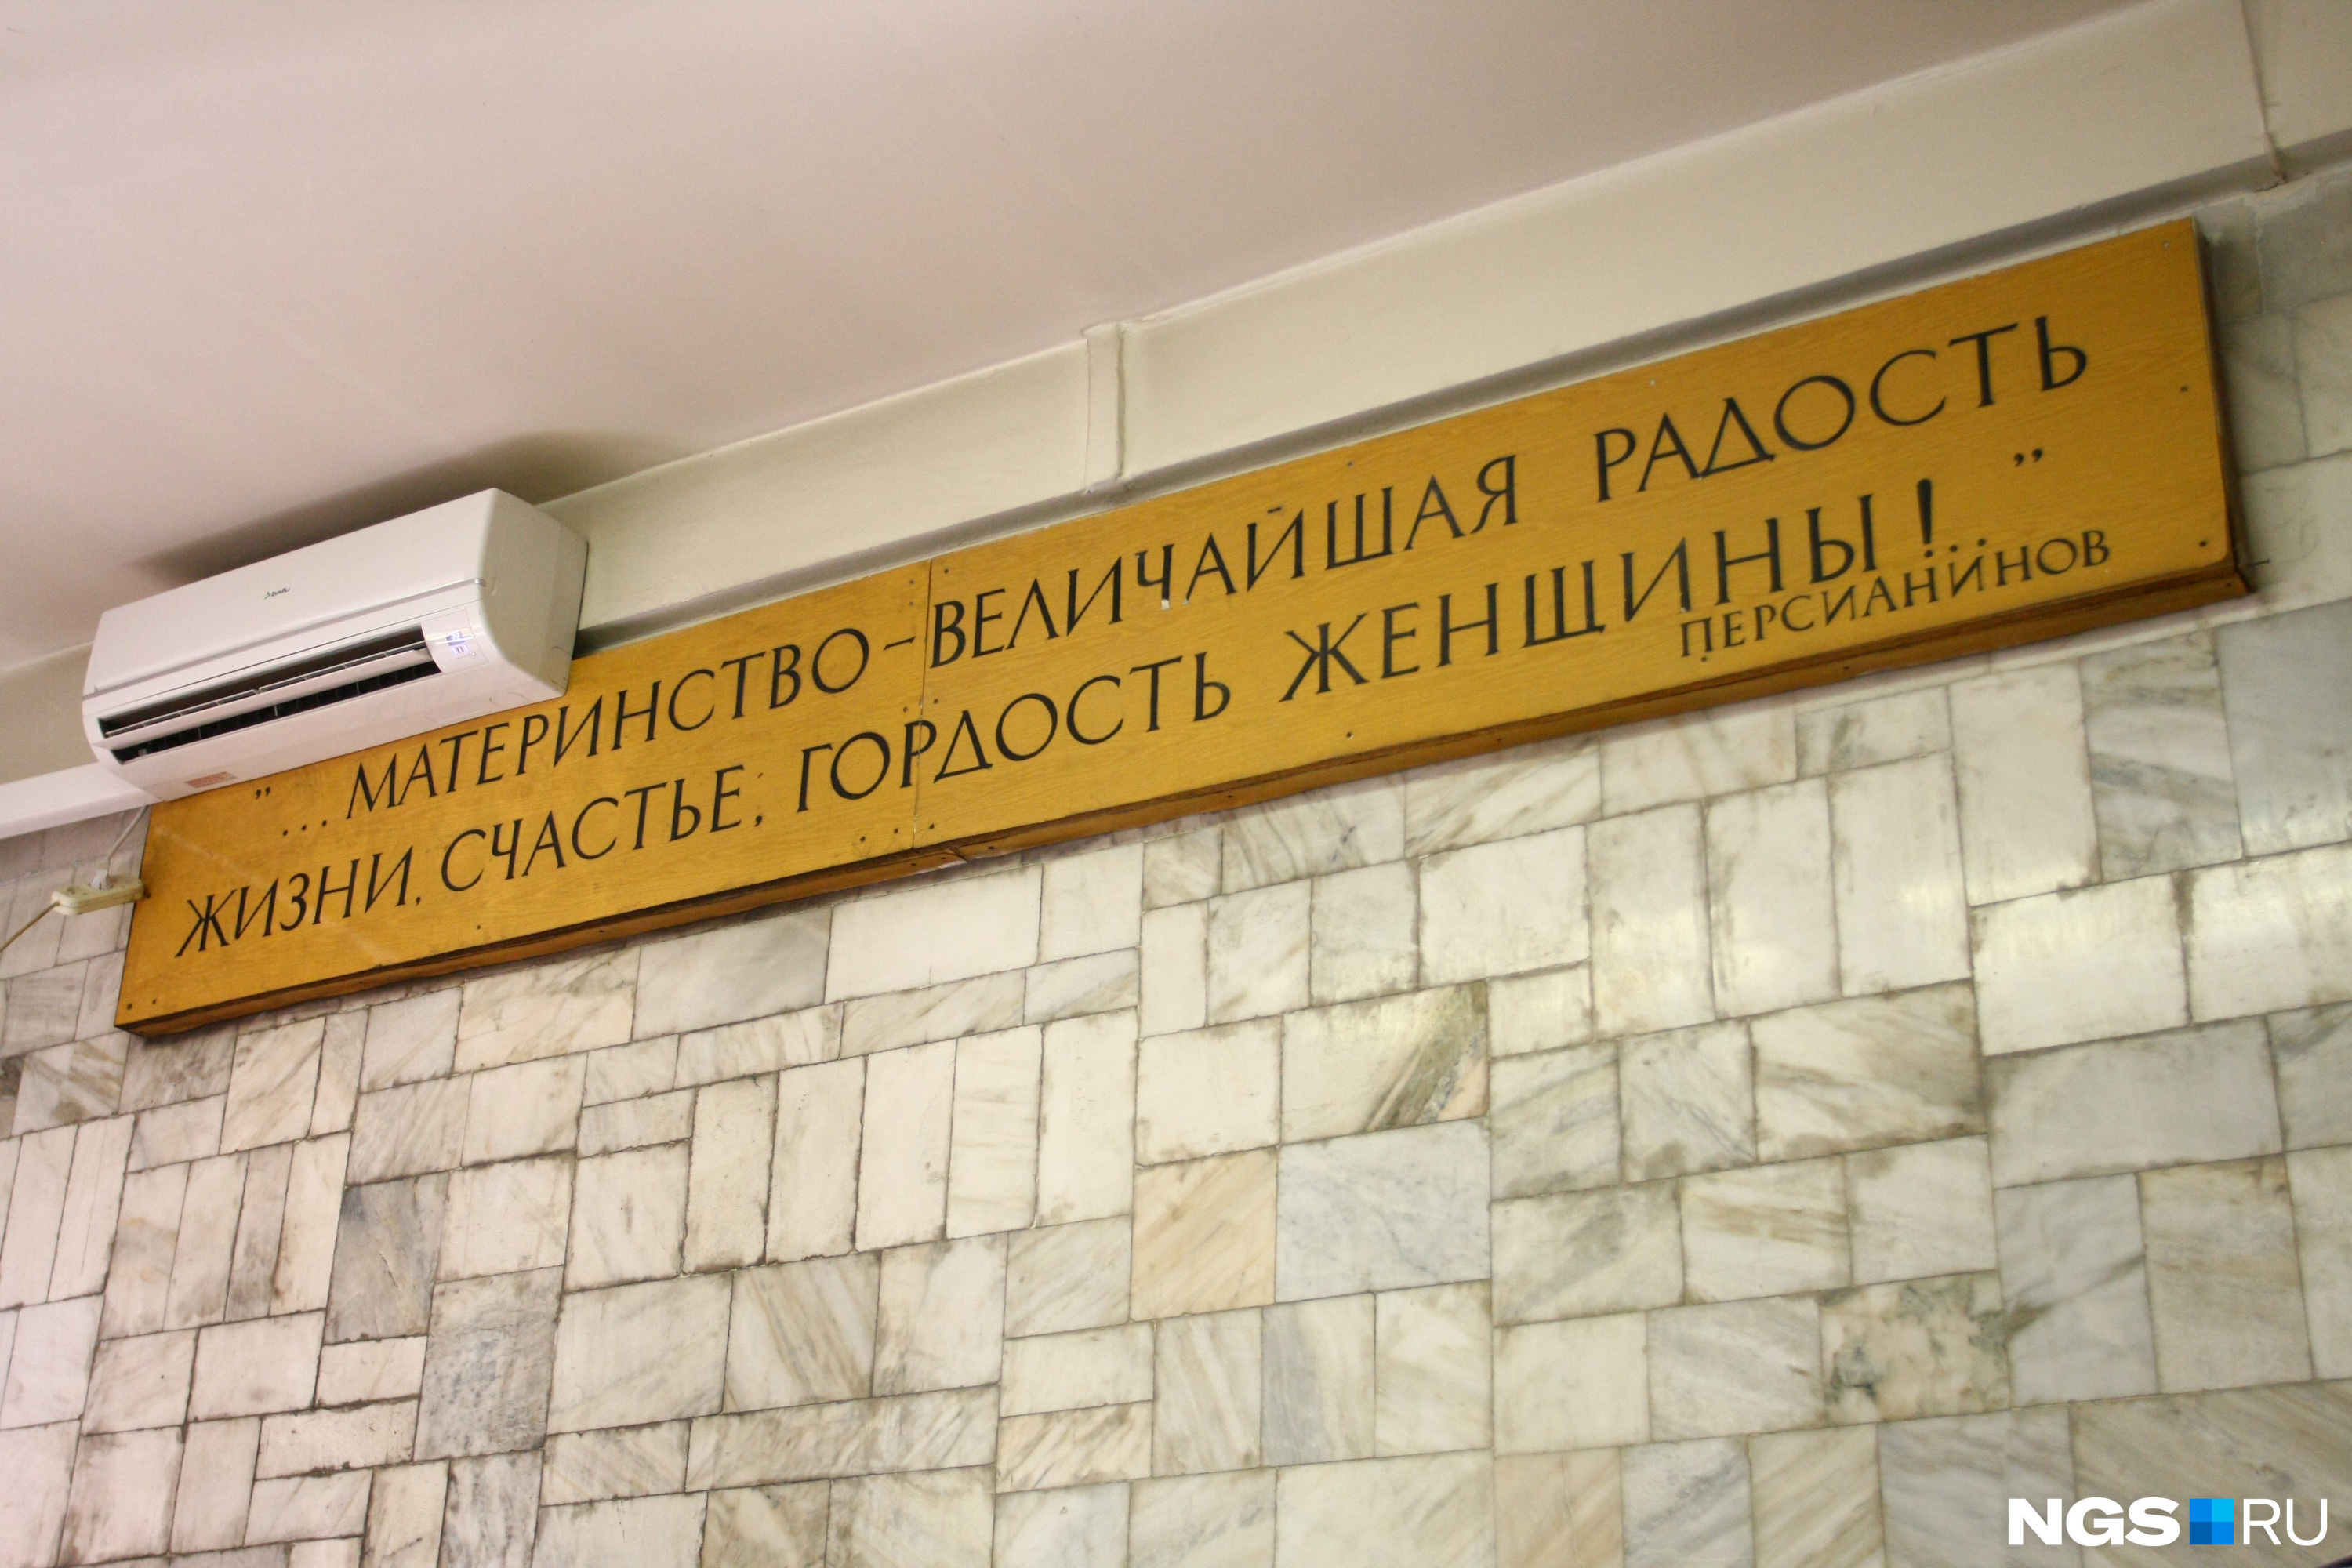 "... МАТЕРИНСТВО – ВЕЛИЧАЙШАЯ РАДОСТЬ
ЖИЗНИ, СЧАСТЬЕ, ГОРДОСТЬ ЖЕНЩИНЫ! "
ПЕРСИАНИНОВ
NGS RU